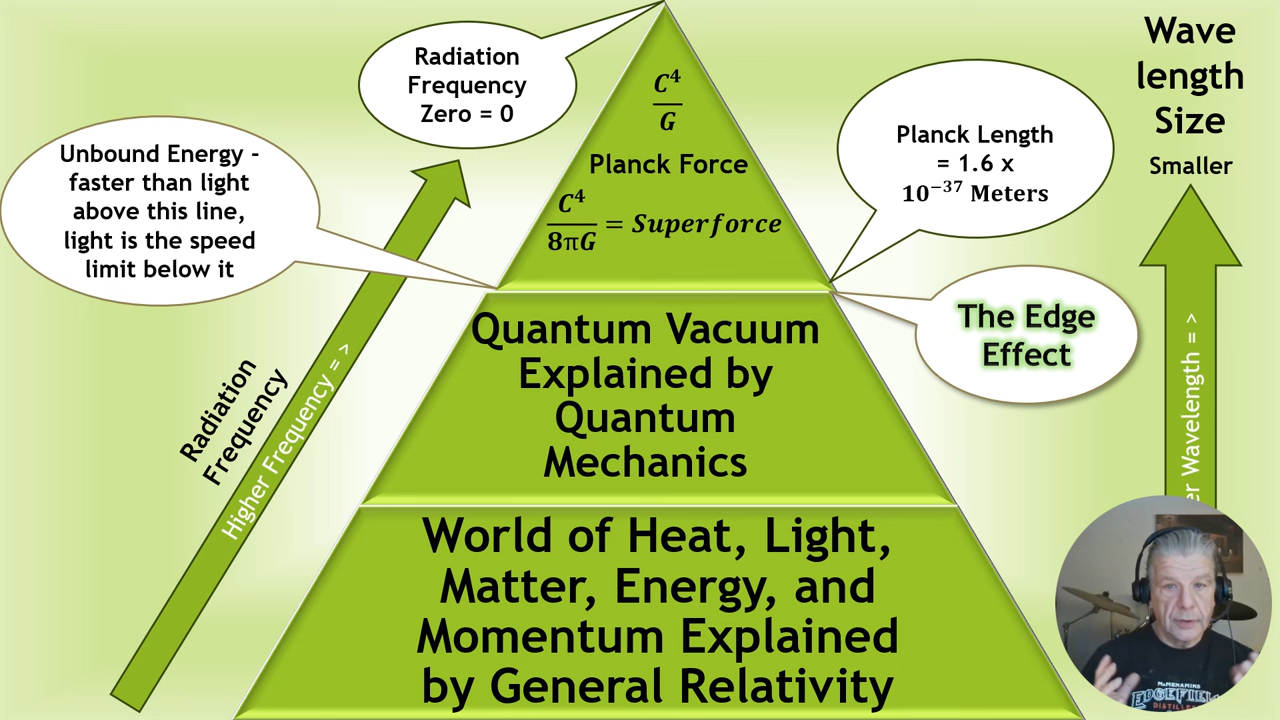 Radiation
Frequency
Zero = 0
Unbound Energy -
faster than light
above this line,
light is the speed
limit below it
C⁴
G
Planck Force
C⁴
8πG
= Superforce
Planck Length
= 1.6 x
10⁻³⁷ Meters
The Edge
Effect
Wave
length
Size
Smaller
Wavelength = >
Radiation
Frequency
Higher Frequency = >
Quantum Vacuum
Explained by
Quantum
Mechanics
World of Heat, Light,
Matter, Energy, and
Momentum Explained
by General Relativity
McMENAMINS
EDGEFIEL